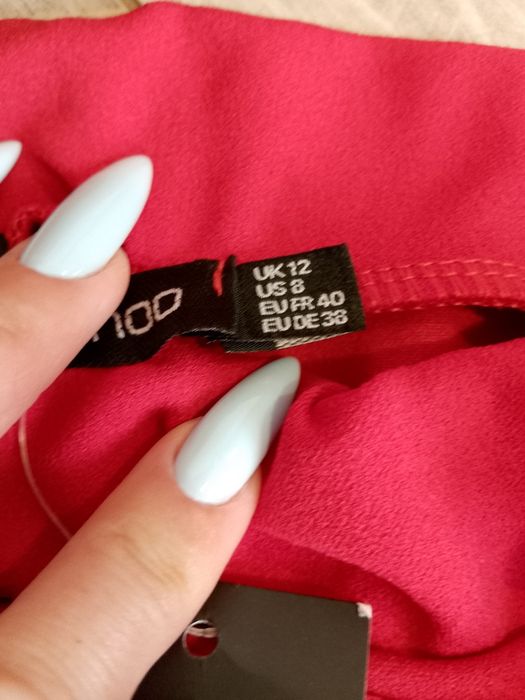 UK 12
US 8
EU FR 40
EU DE 38